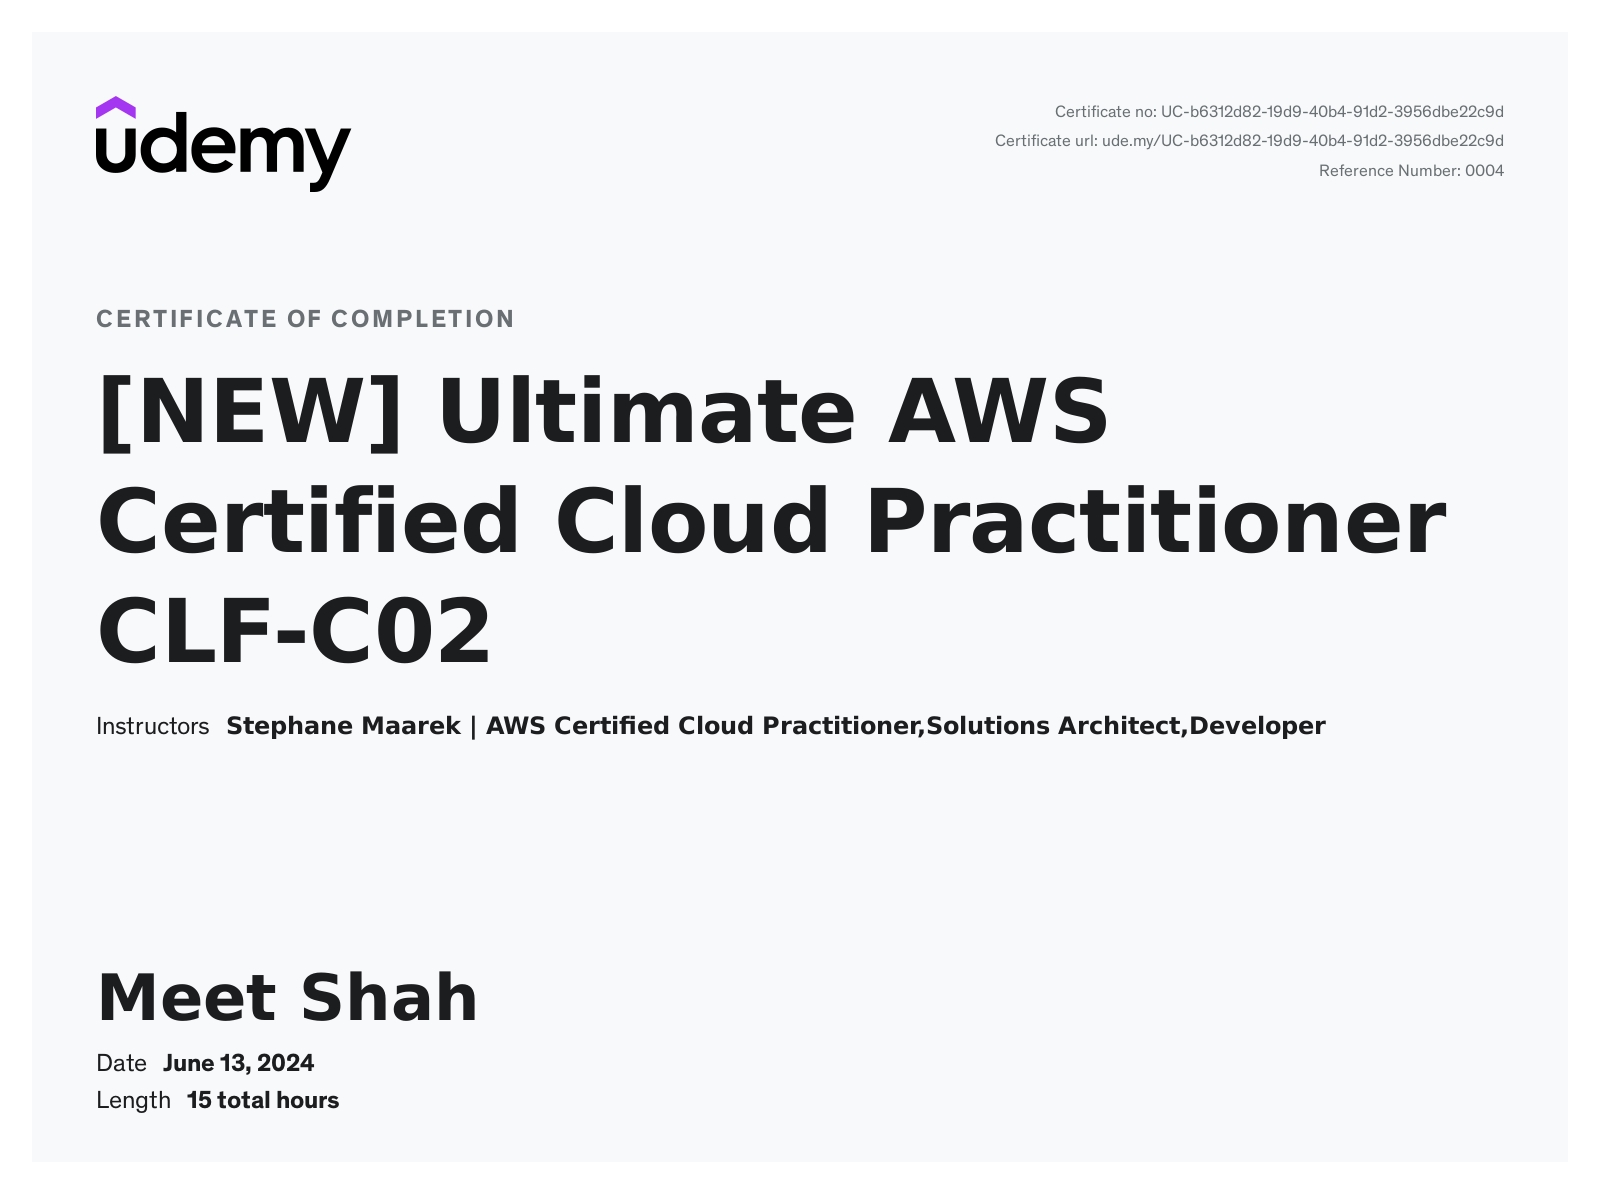 udemy
Certificate no: UC-b6312d82-19d9-40b4-91d2-3956dbe22c9d
Certificate url: ude.my/UC-b6312d82-19d9-40b4-91d2-3956dbe22c9d
Reference Number: 0004
CERTIFICATE OF COMPLETION
[NEW] Ultimate AWS
Certified Cloud Practitioner
CLF-C02
Instructors Stephane Maarek | AWS Certified Cloud Practitioner,Solutions Architect,Developer
Meet Shah
Date June 13, 2024
Length 15 total hours